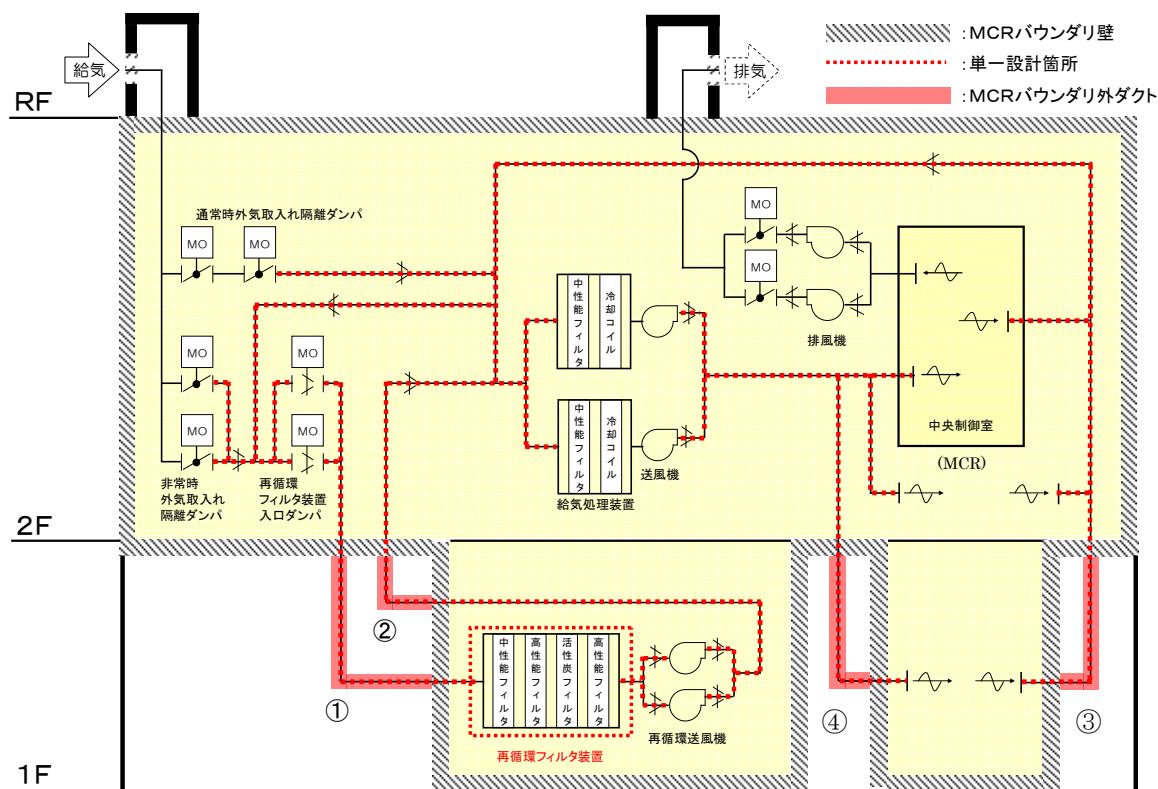 :MCRバウンダリ壁
:単一設計箇所
:MCRバウンダリ外ダクト
給気
排気
RF
通常時外気取入れ隔離ダンパ
MO
MO
MO
MO
排風機
中性能フィルタ
冷却コイル
MO
MO
MO
MO
中性能フィルタ
冷却コイル
送風機
給気処理装置
中央制御室
(MCR)
非常時
外気取入れ
隔離ダンパ
再循環
フィルタ装置
入口ダンパ
2F
①
②
中性能フィルタ
高性能フィルタ
活性炭フィルタ
高性能フィルタ
再循環送風機
再循環フィルタ装置
④
③
1F